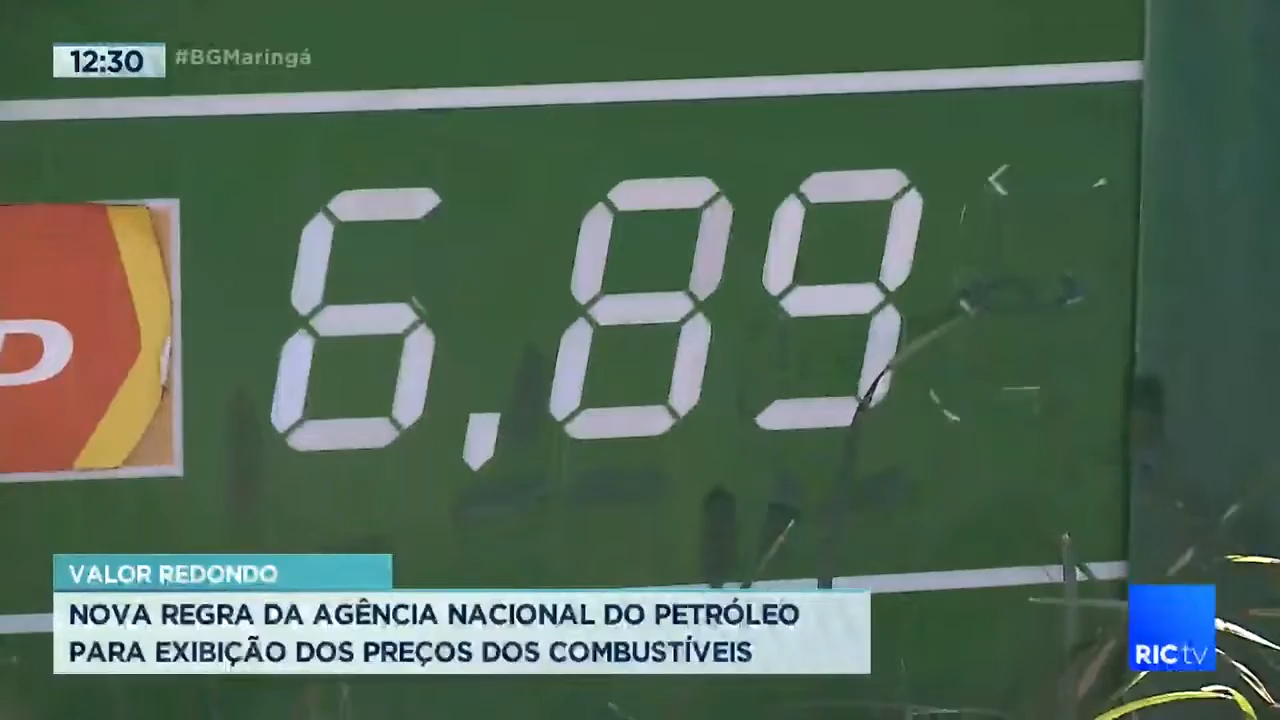 12:30 #BGMaringá
6,89
D
VALOR REDONDO
NOVA REGRA DA AGÊNCIA NACIONAL DO PETRÓLEO
PARA EXIBIÇÃO DOS PREÇOS DOS COMBUSTÍVEIS
RICtv